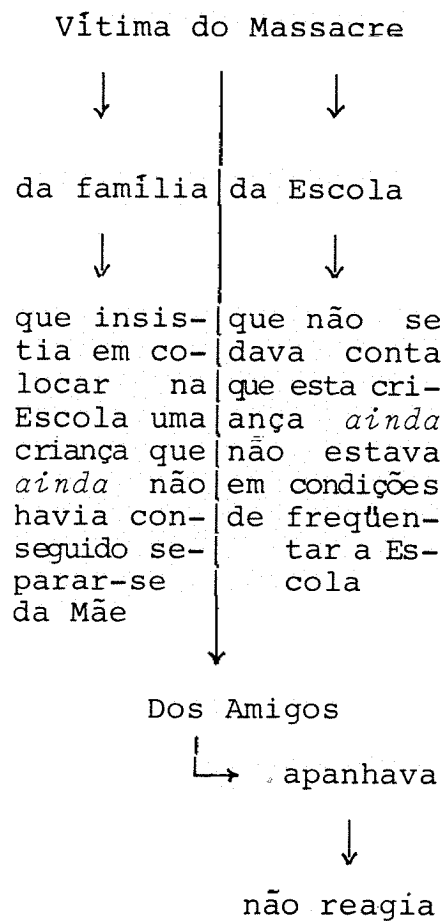 Vítima do Massacre
da família
que insis-
tia em co-
locar na
Escola uma
criança que
ainda não
havia con-
seguido se-
parar-se
da Mãe
da Escola
que não se
dava conta
que esta cri-
ança ainda
não estava
em condições
de freqüen-
tar a Es-
cola
Dos Amigos
apanhava
não reagia